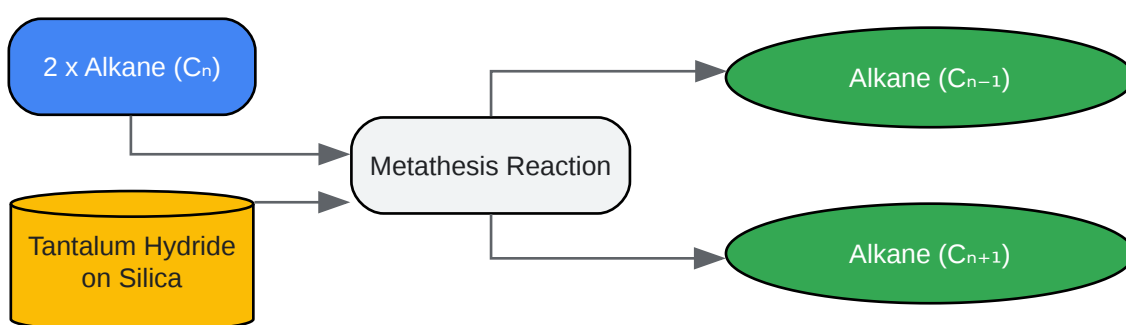 2 x Alkane (Cₙ)
Alkane (Cₙ₋₁)
Metathesis Reaction
Tantalum Hydride
on Silica
Alkane (Cₙ₊₁)